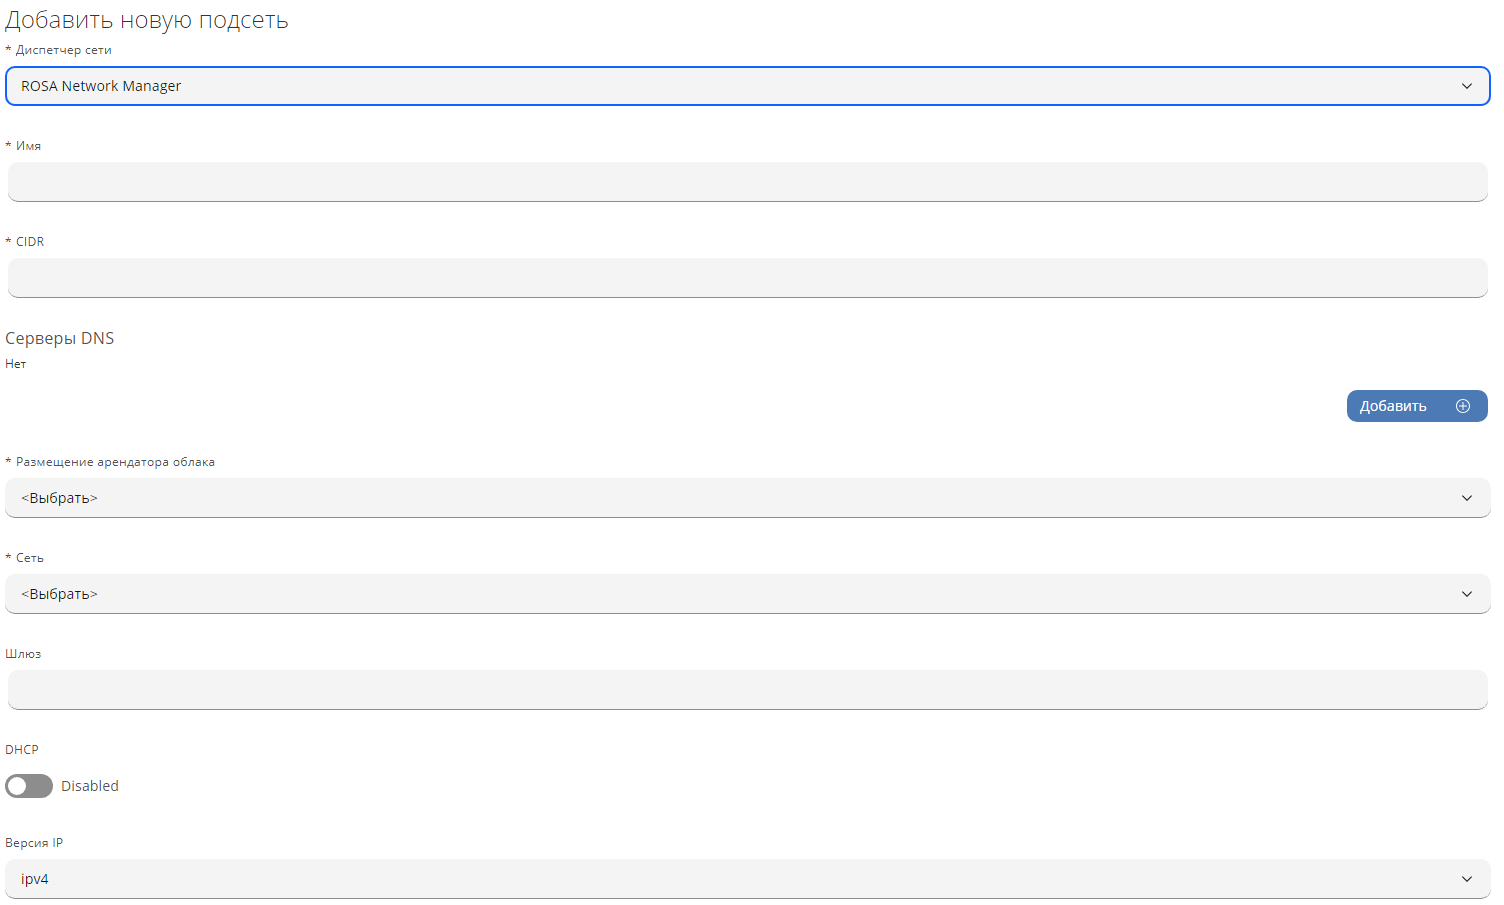 Добавить новую подсеть
* Диспетчер сети
ROSA Network Manager
* Имя
* CIDR
Серверы DNS
Нет
Добавить
* Размещение арендатора облака
<Выбрать>
* Сеть
<Выбрать>
Шлюз
DHCP
Disabled
Версия IP
ipv4